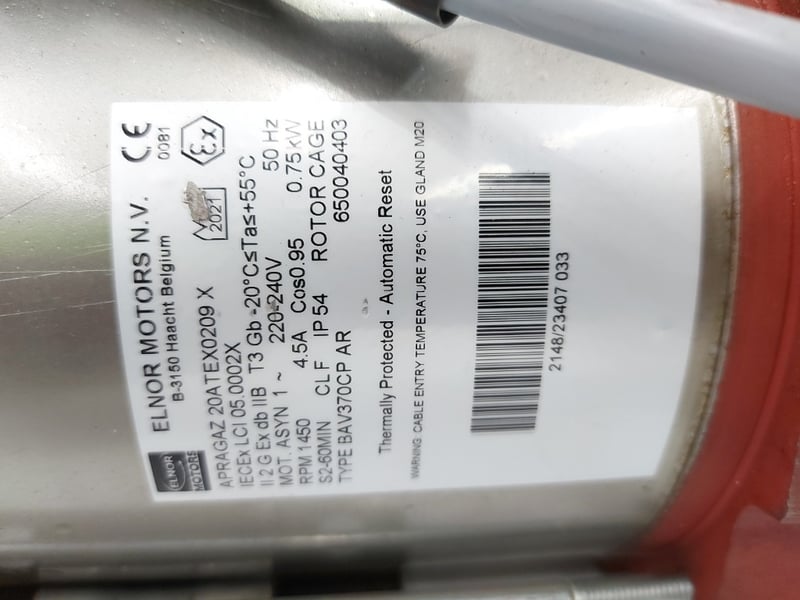 ELNOR MOTORS
ELNOR MOTORS N.V.
B-3150 Haacht Belgium
CE
0081
APRAGAZ 20ATEX0209 X
2021
Ex
IECEx LCI 05.0002X
II 2 G Ex db IIB T3 Gb -20°C≤Ta≤+55°C
MOT. ASYN 1 ~ 220-240V 50 Hz
RPM 1450 4.5A Cos0.95 0.75kW
S2-60MIN CL F IP 54 ROTOR CAGE
TYPE BAV370CP AR 650040403
Thermally Protected - Automatic Reset
WARNING: CABLE ENTRY TEMPERATURE 75°C, USE GLAND M20
2148/23407 033